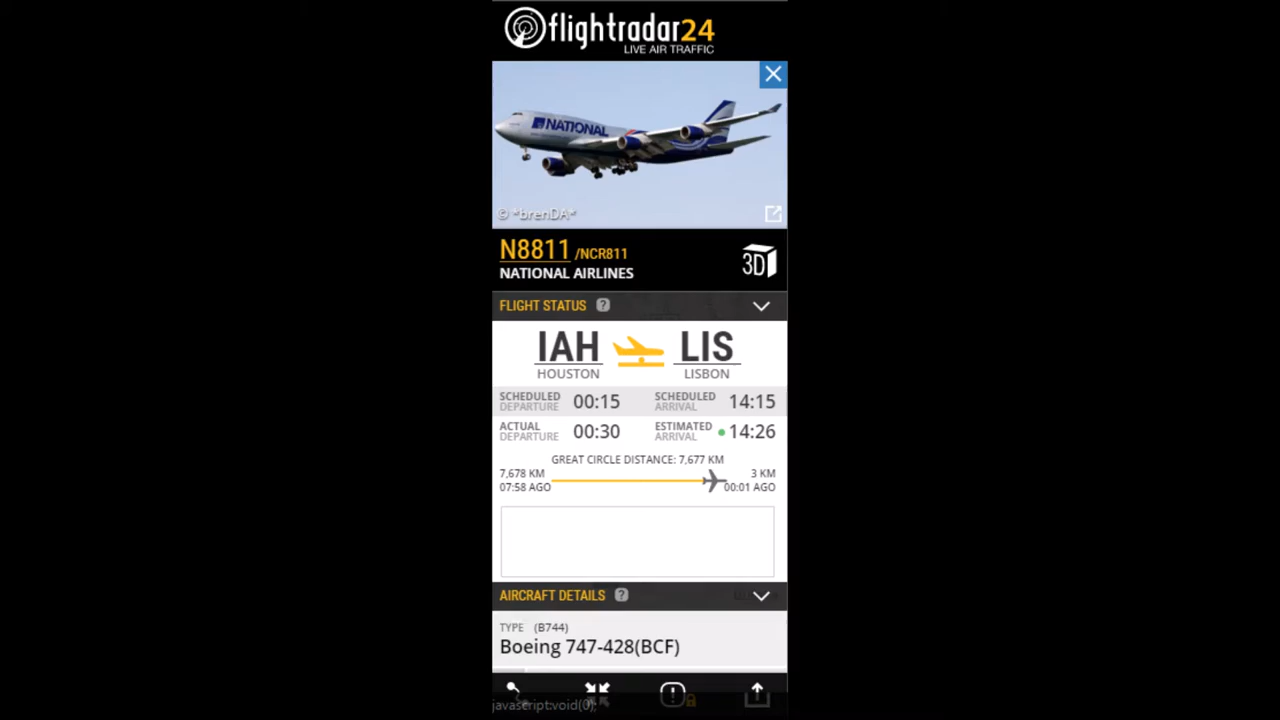 flightradar24
LIVE AIR TRAFFIC
NATIONAL
© *brenDA*
N8811 /NCR811
NATIONAL AIRLINES
3D
FLIGHT STATUS ?
IAH LIS
HOUSTON LISBON
SCHEDULED DEPARTURE 00:15 SCHEDULED ARRIVAL 14:15
ACTUAL DEPARTURE 00:30 ESTIMATED ARRIVAL 14:26
GREAT CIRCLE DISTANCE: 7,677 KM
7,678 KM 3 KM
07:58 AGO 00:01 AGO
AIRCRAFT DETAILS ?
TYPE (B744)
Boeing 747-428(BCF)
javascript:void(0);